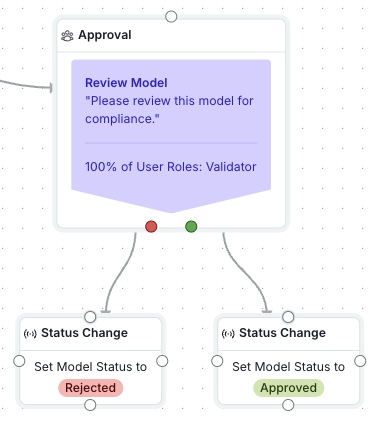 Approval
Review Model
"Please review this model for
compliance."
100% of User Roles: Validator
Status Change
Set Model Status to
Rejected
Status Change
Set Model Status to
Approved